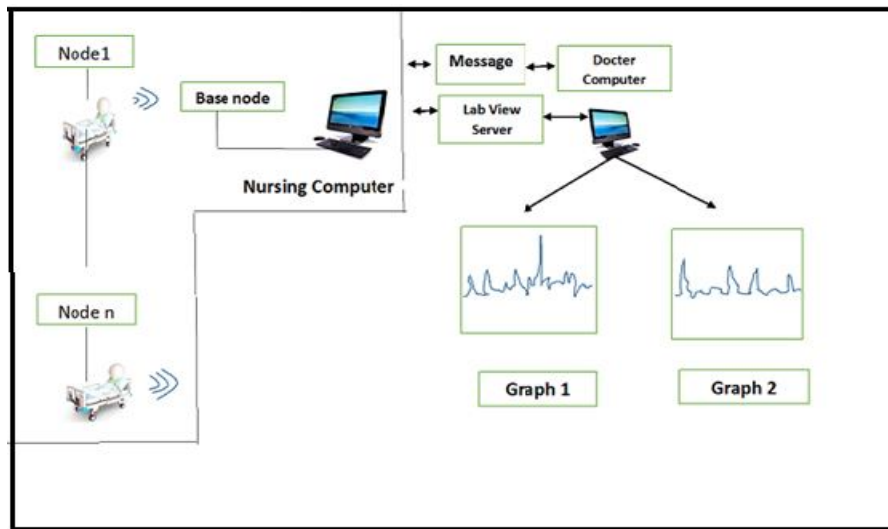 Node1
Base node
Nursing Computer
Message
Docter
Computer
Lab View
Server
Node n
Graph 1
Graph 2